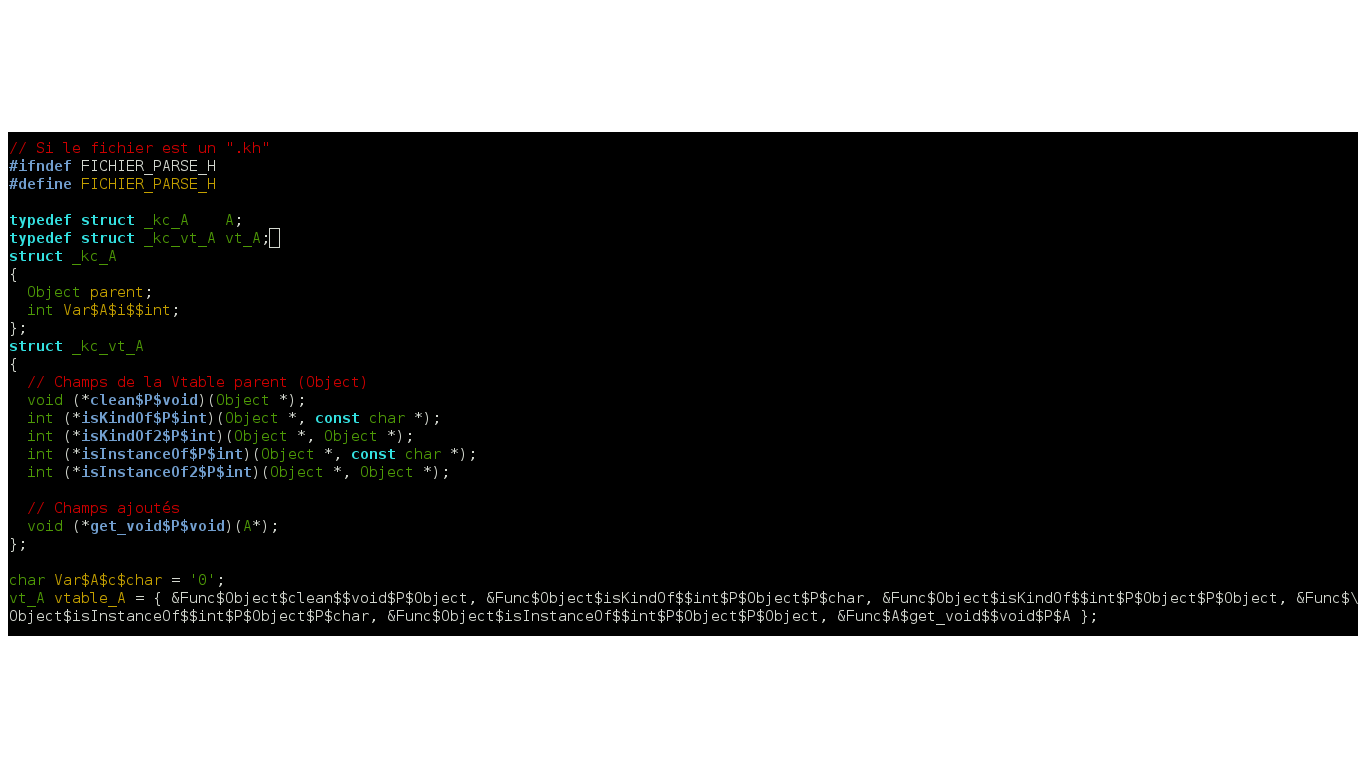 // Si le fichier est un ".kh"
#ifndef FICHIER_PARSE_H
#define FICHIER_PARSE_H
typedef struct _kc_A    A;
typedef struct _kc_vt_A vt_A;
struct _kc_A
{
  Object parent;
  int Var$A$i$$int;
};
struct _kc_vt_A
{
  // Champs de la Vtable parent (Object)
  void (*clean$P$void)(Object *);
  int (*isKindOf$P$int)(Object *, const char *);
  int (*isKindOf2$P$int)(Object *, Object *);
  int (*isInstanceOf$P$int)(Object *, const char *);
  int (*isInstanceOf2$P$int)(Object *, Object *);
  // Champs ajoutés
  void (*get_void$P$void)(A*);
};
char Var$A$c$char = '0';
vt_A vtable_A = { &Func$Object$clean$$void$P$Object, &Func$Object$isKindOf$$int$P$Object$P$char, &Func$Object$isKindOf$$int$P$Object$P$Object, &Func$\
Object$isInstanceOf$$int$P$Object$P$char, &Func$Object$isInstanceOf$$int$P$Object$P$Object, &Func$A$get_void$$void$P$A };